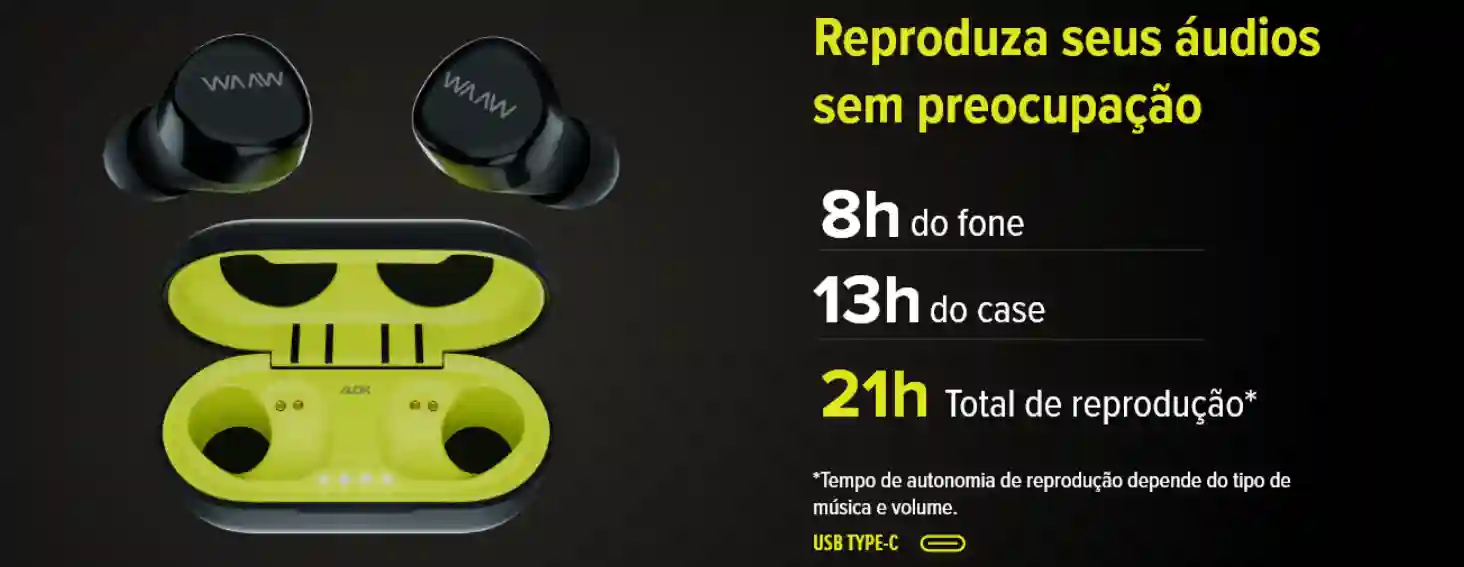 WAAW
WAAW
Reproduza seus áudios
sem preocupação
8h do fone
13h do case
21h Total de reprodução*
*Tempo de autonomia de reprodução depende do tipo de
música e volume.
USB TYPE-C